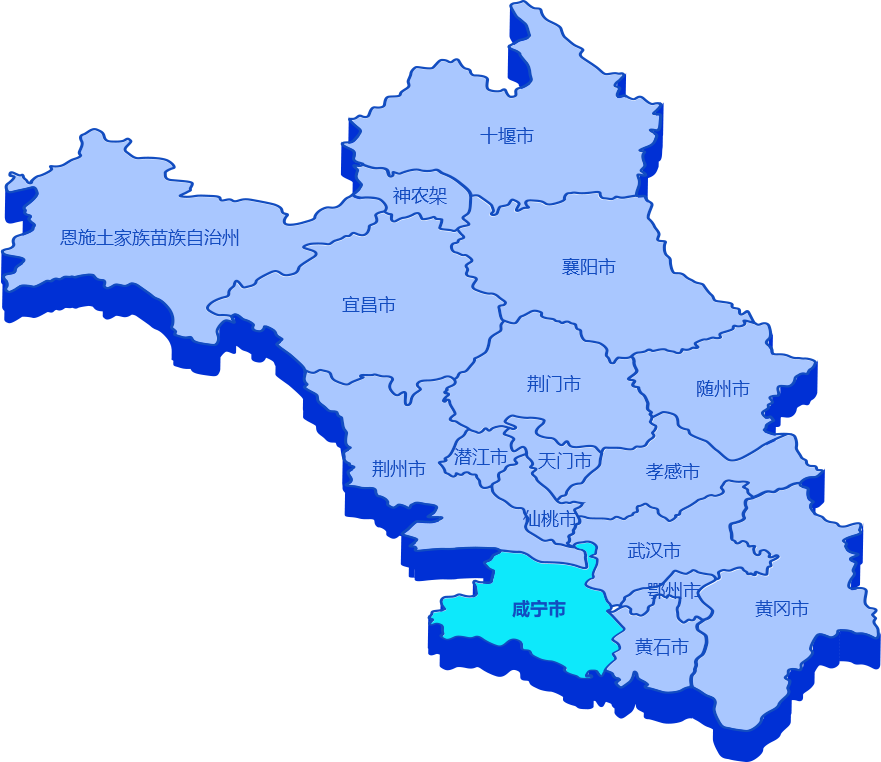 十堰市
神农架
恩施土家族苗族自治州
襄阳市
宜昌市
荆门市
随州市
荆州市
潜江市
天门市
孝感市
仙桃市
武汉市
鄂州市
咸宁市
黄冈市
黄石市